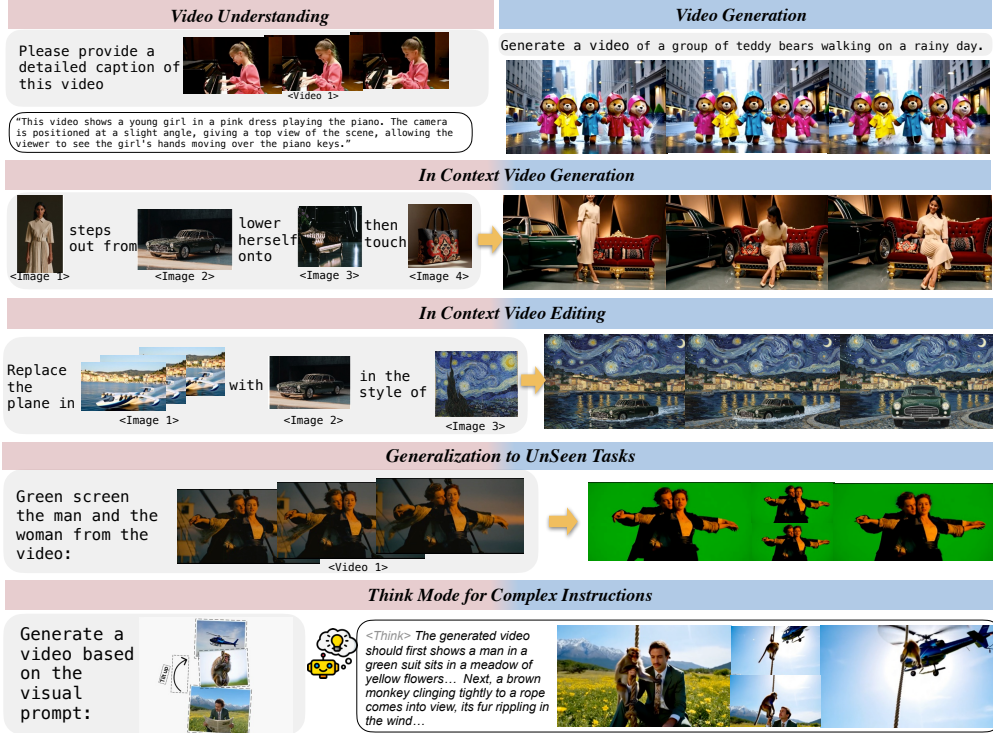 Video Understanding
Video Generation
Please provide a
detailed caption of
this video
<Video 1>
"This video shows a young girl in a pink dress playing the piano. The camera
is positioned at a slight angle, giving a top view of the scene, allowing the
viewer to see the girl's hands moving over the piano keys."
Generate a video of a group of teddy bears walking on a rainy day.
In Context Video Generation
<Image 1>
steps
out from
<Image 2>
lower
herself
onto
<Image 3>
then
touch
<Image 4>
In Context Video Editing
Replace
the
plane in
<Image 1>
with
<Image 2>
in the
style of
<Image 3>
Generalization to UnSeen Tasks
Green screen
the man and the
woman from the
video:
<Video 1>
Think Mode for Complex Instructions
Generate a
video based
on the
visual
prompt:
Tilt up
<Think> The generated video
should first shows a man in a
green suit sits in a meadow of
yellow flowers… Next, a brown
monkey clinging tightly to a rope
comes into view, its fur rippling in
the wind…